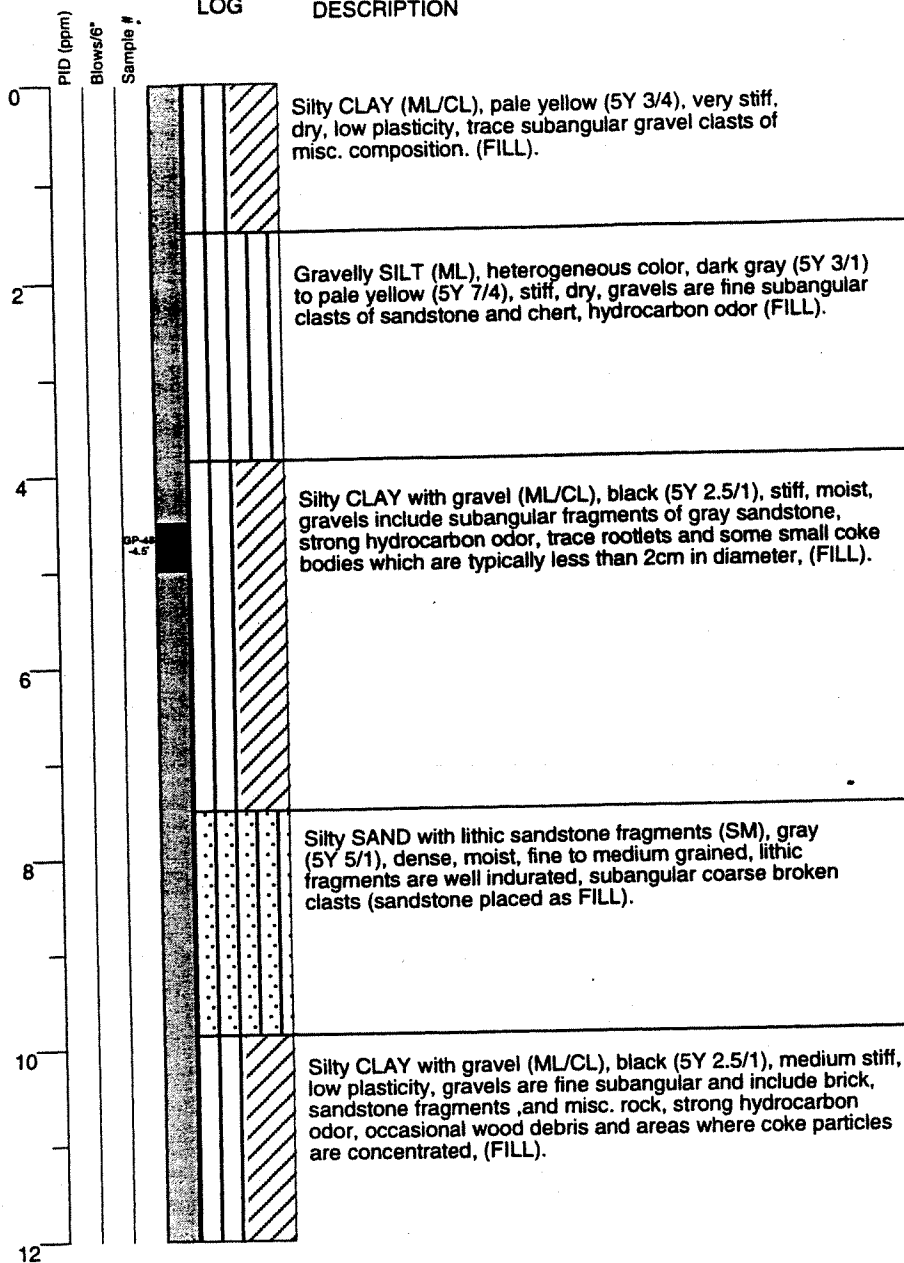 LOG
DESCRIPTION
PID (ppm)
Blows/6"
Sample #
0
Silty CLAY (ML/CL), pale yellow (5Y 3/4), very stiff,
dry, low plasticity, trace subangular gravel clasts of
misc. composition. (FILL).
2
Gravelly SILT (ML), heterogeneous color, dark gray (5Y 3/1)
to pale yellow (5Y 7/4), stiff, dry, gravels are fine subangular
clasts of sandstone and chert, hydrocarbon odor (FILL).
4
Silty CLAY with gravel (ML/CL), black (5Y 2.5/1), stiff, moist,
gravels include subangular fragments of gray sandstone,
strong hydrocarbon odor, trace rootlets and some small coke
bodies which are typically less than 2cm in diameter, (FILL).
-4.5'
6
Silty SAND with lithic sandstone fragments (SM), gray
(5Y 5/1), dense, moist, fine to medium grained, lithic
fragments are well indurated, subangular coarse broken
clasts (sandstone placed as FILL).
8
10
Silty CLAY with gravel (ML/CL), black (5Y 2.5/1), medium stiff,
low plasticity, gravels are fine subangular and include brick,
sandstone fragments ,and misc. rock, strong hydrocarbon
odor, occasional wood debris and areas where coke particles
are concentrated, (FILL).
12